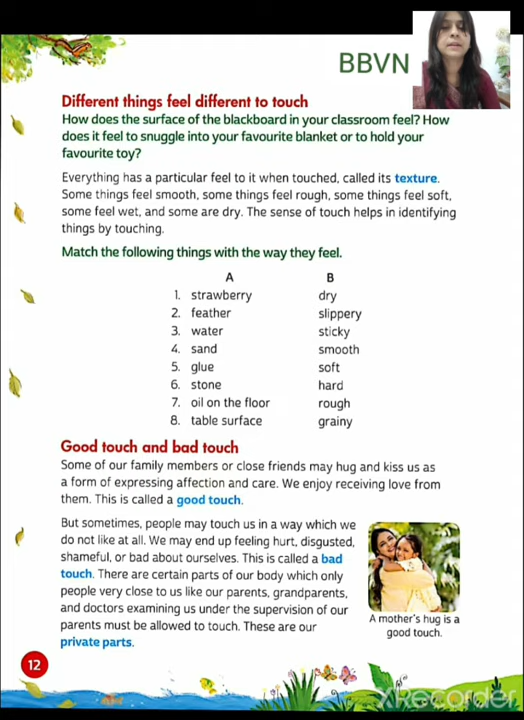 BBVN
Different things feel different to touch
How does the surface of the blackboard in your classroom feel? How
does it feel to snuggle into your favourite blanket or to hold your
favourite toy?
Everything has a particular feel to it when touched, called its texture.
Some things feel smooth, some things feel rough, some things feel soft,
some feel wet, and some are dry. The sense of touch helps in identifying
things by touching.
Match the following things with the way they feel.
A B
1. strawberry dry
2. feather slippery
3. water sticky
4. sand smooth
5. glue soft
6. stone hard
7. oil on the floor rough
8. table surface grainy
Good touch and bad touch
Some of our family members or close friends may hug and kiss us as
a form of expressing affection and care. We enjoy receiving love from
them. This is called a good touch.
But sometimes, people may touch us in a way which we
do not like at all. We may end up feeling hurt, disgusted,
shameful, or bad about ourselves. This is called a bad
touch. There are certain parts of our body which only
people very close to us like our parents, grandparents,
and doctors examining us under the supervision of our
parents must be allowed to touch. These are our
private parts.
A mother's hug is a
good touch.
12
XRecorder